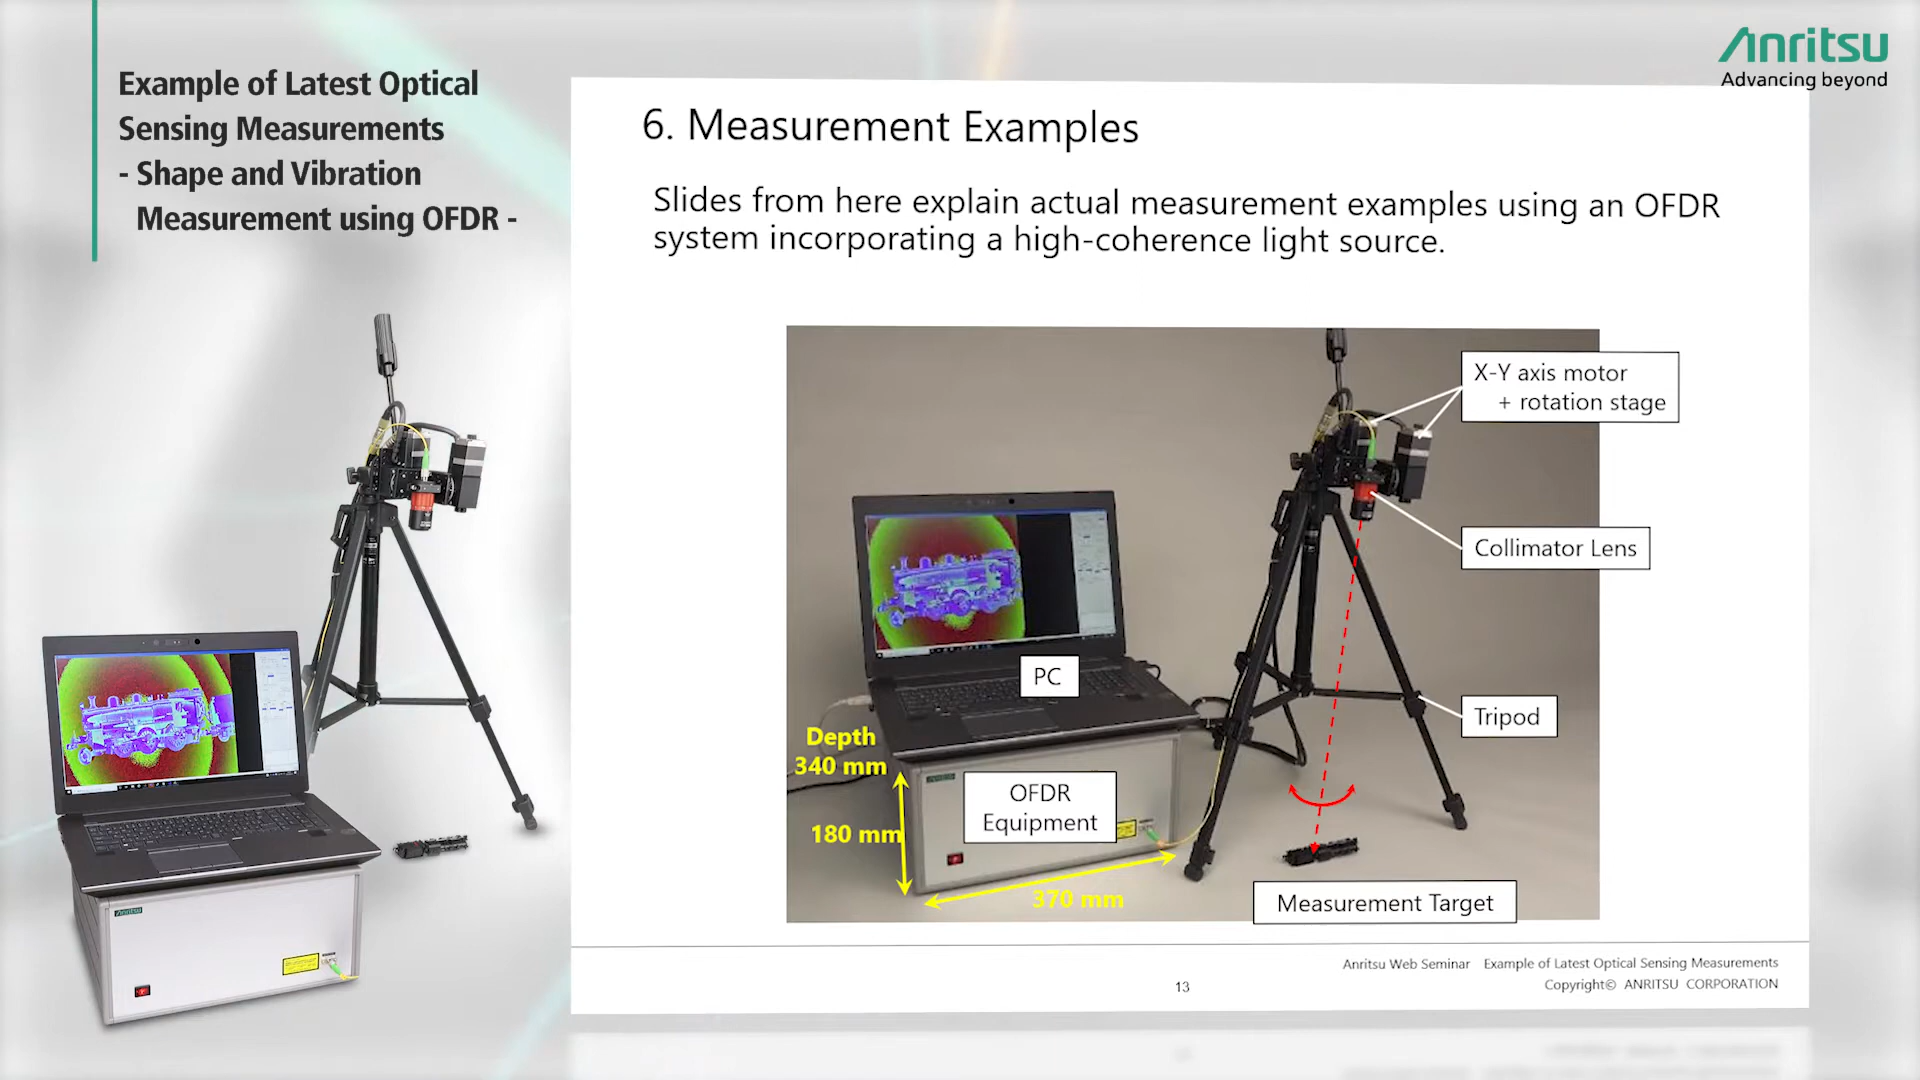 Example of Latest Optical
Sensing Measurements
- Shape and Vibration
Measurement using OFDR -
Anritsu
Advancing beyond
6. Measurement Examples
Slides from here explain actual measurement examples using an OFDR
system incorporating a high-coherence light source.
X-Y axis motor
+ rotation stage
Collimator Lens
PC
Tripod
Depth
340 mm
OFDR
Equipment
180 mm
370 mm
Measurement Target
Anritsu
Anritsu
Anritsu Web Seminar Example of Latest Optical Sensing Measurements
Copyright© ANRITSU CORPORATION
13